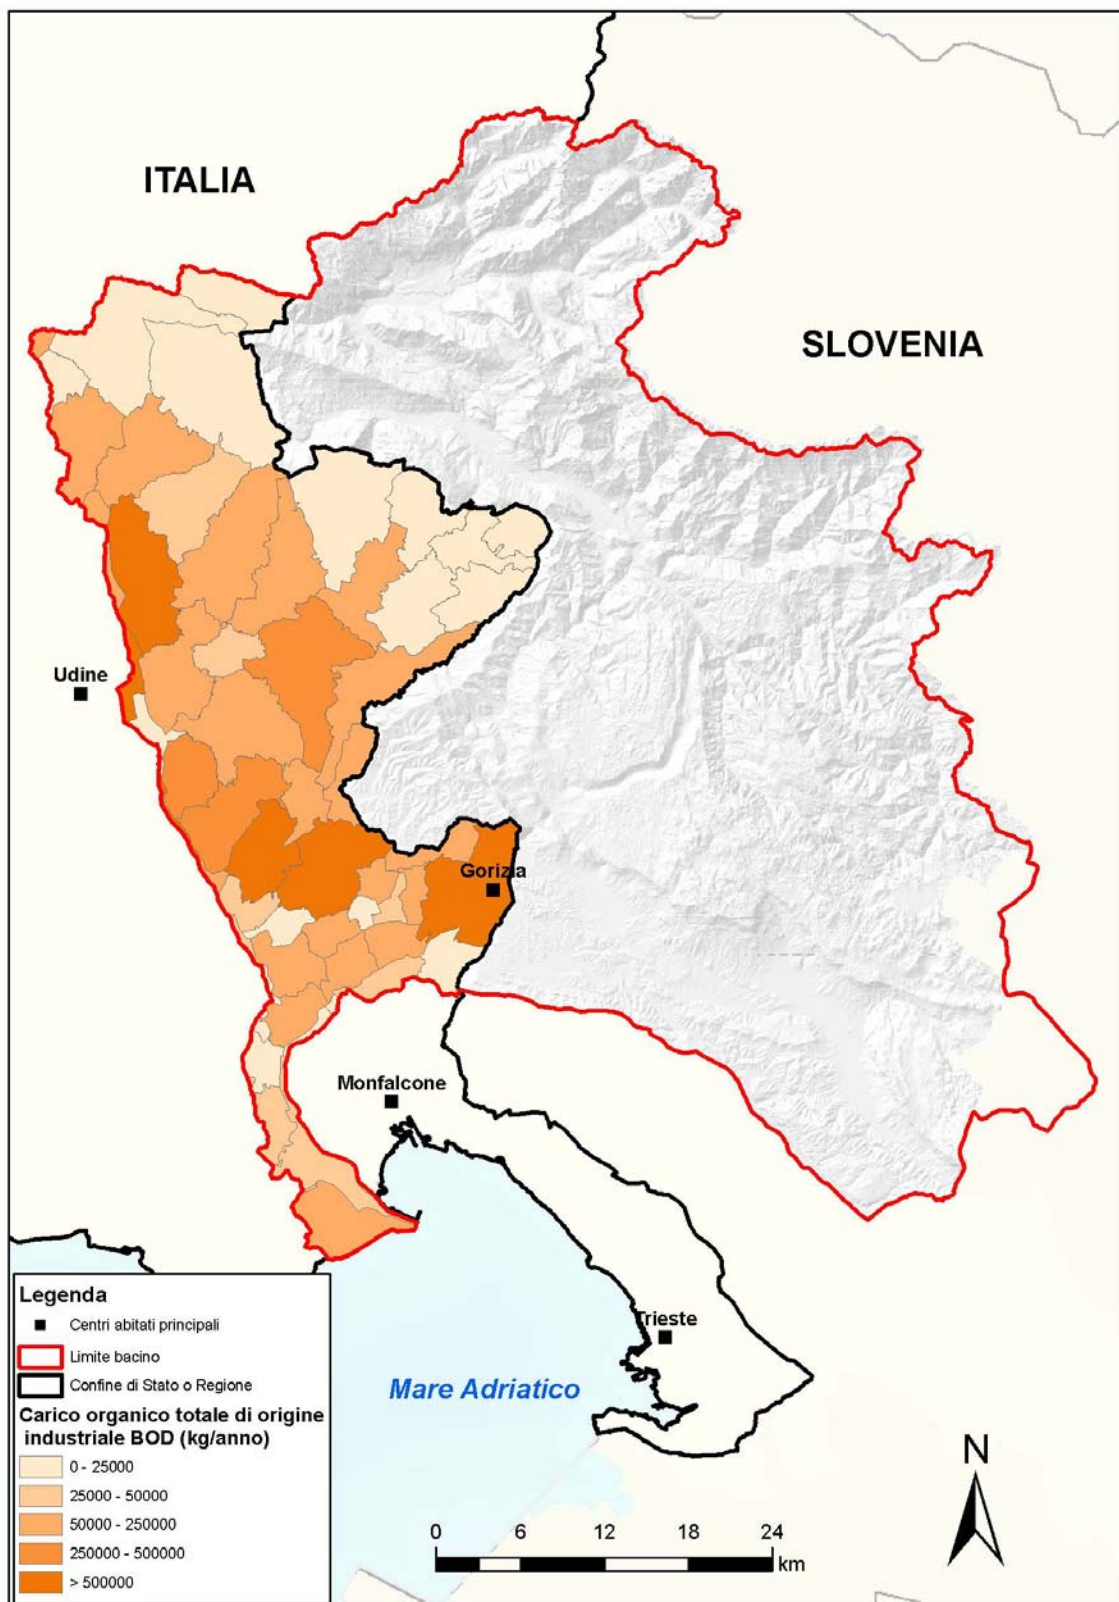 ITALIA
SLOVENIA
Udine
Gorizia
Monfalcone
Trieste
Mare Adriatico
Legenda
Centri abitati principali
Limite bacino
Confine di Stato o Regione
Carico organico totale di origine
industriale BOD (kg/anno)
0 - 25000
25000 - 50000
50000 - 250000
250000 - 500000
> 500000
0 6 12 18 24
km
N